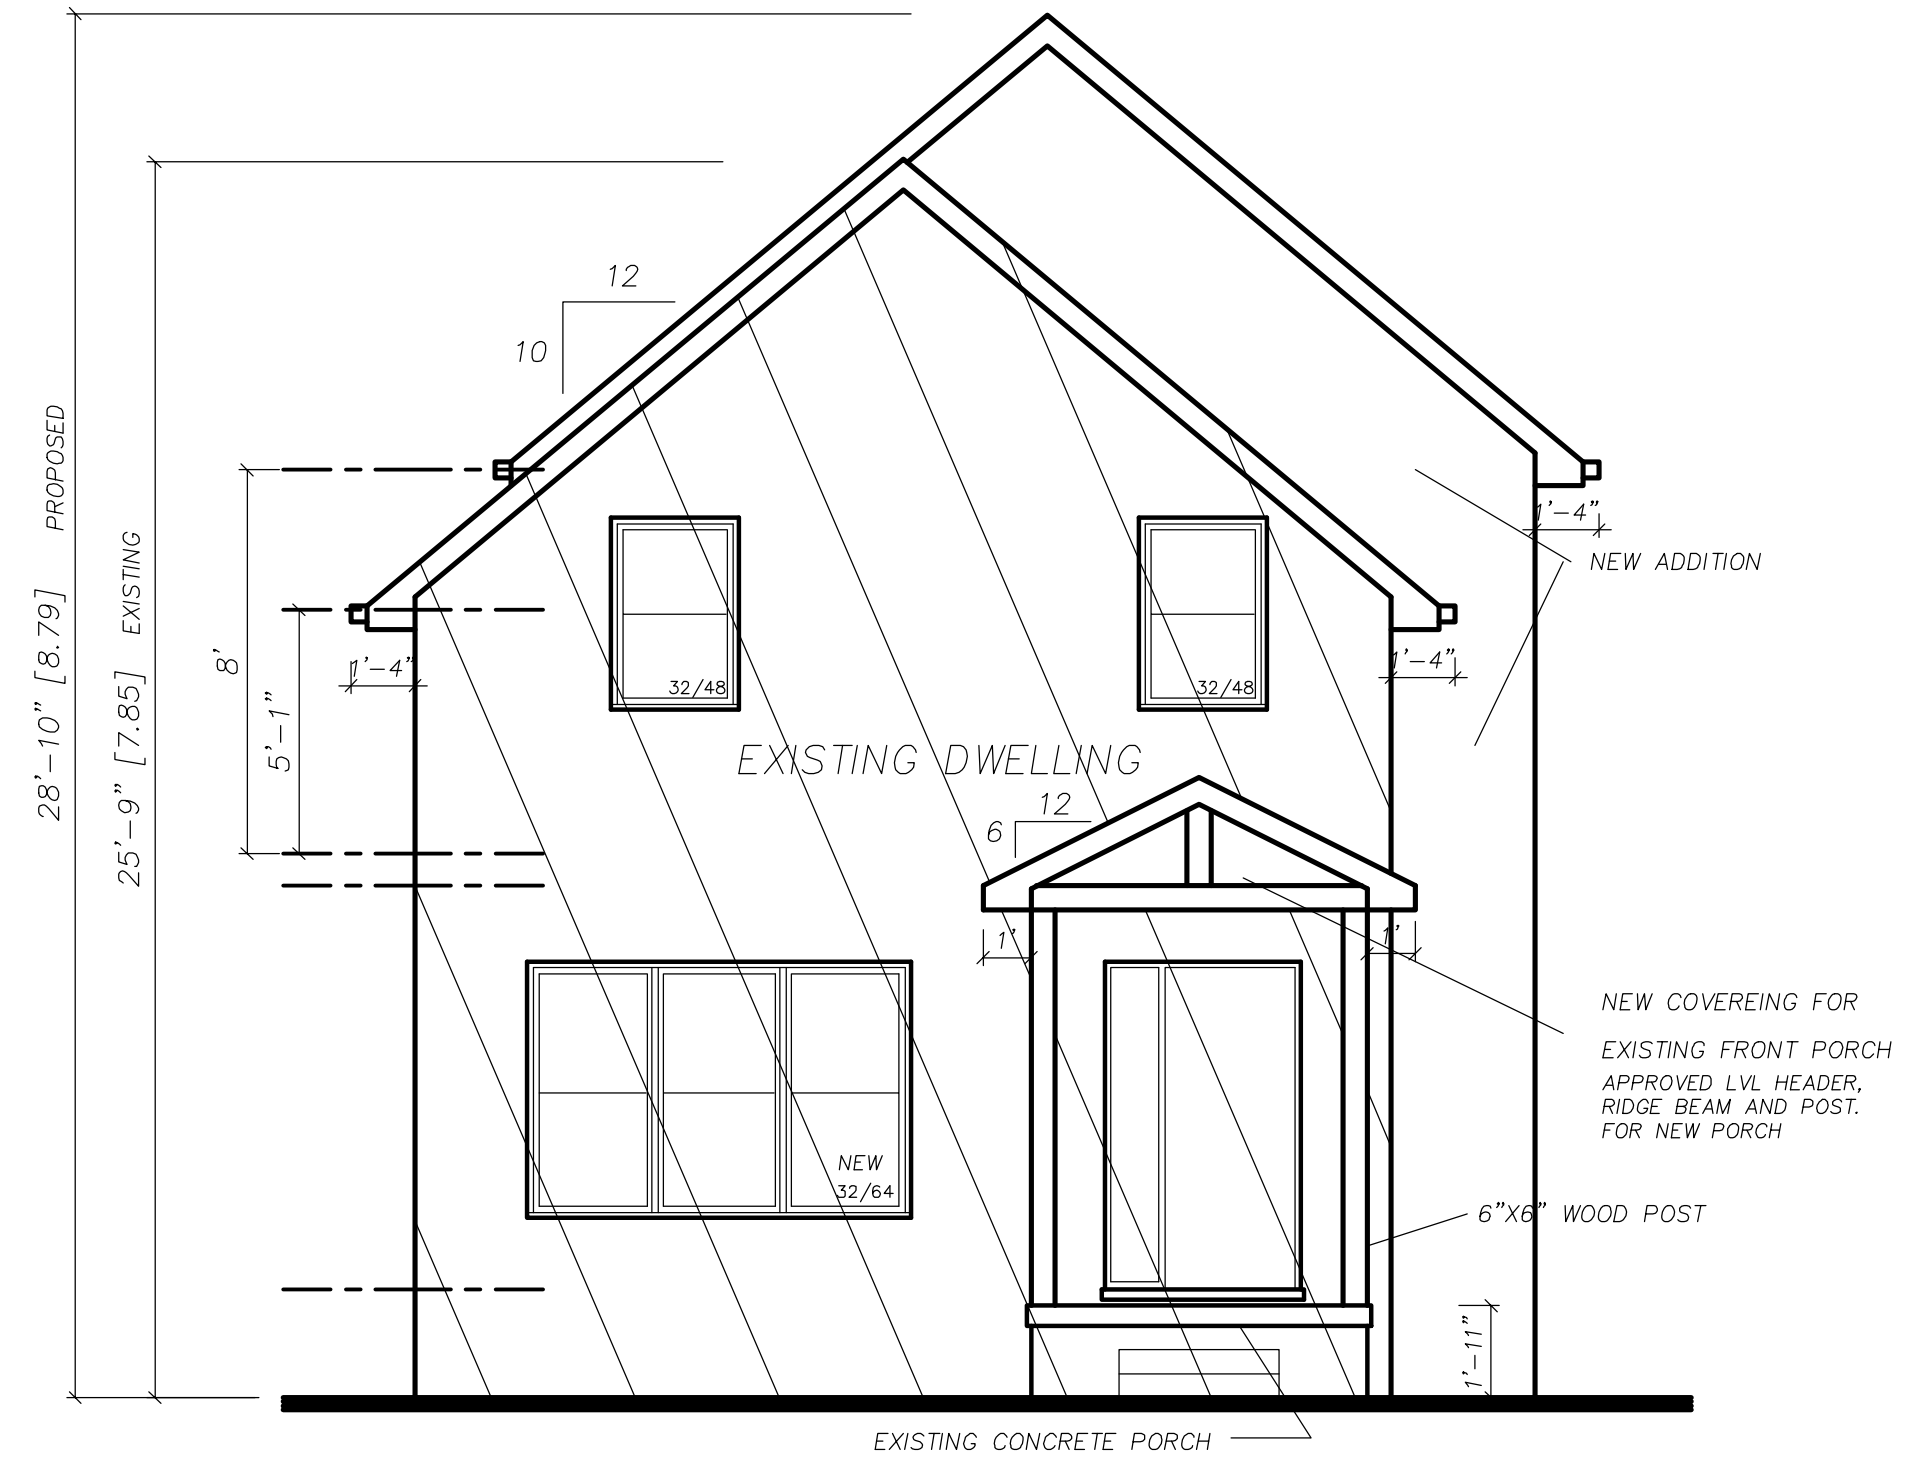 12
10
28'-10" [8.79] PROPOSED
25'-9" [7.85] EXISTING
8'
5'-1"
1'-4"
1'-4"
1'-4"
NEW ADDITION
32/48
32/48
EXISTING DWELLING
12
6
1'
1'
NEW COVEREING FOR
EXISTING FRONT PORCH
APPROVED LVL HEADER,
RIDGE BEAM AND POST.
FOR NEW PORCH
NEW
32/64
6"X6" WOOD POST
1'-11"
EXISTING CONCRETE PORCH